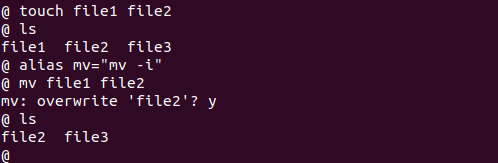 @ touch file1 file2
@ ls
file1  file2  file3
@ alias mv="mv -i"
@ mv file1 file2
mv: overwrite 'file2'? y
@ ls
file2  file3
@